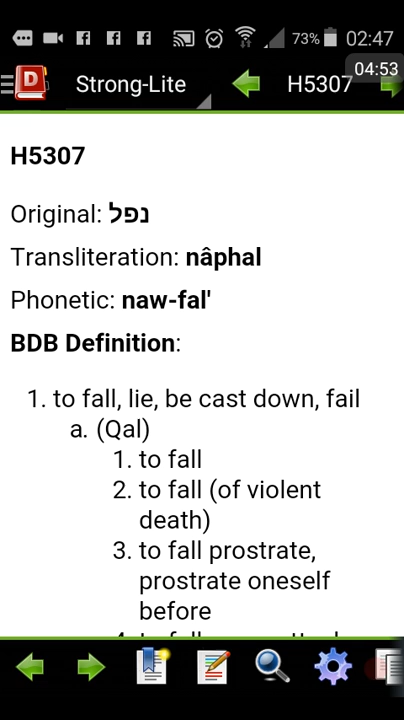 73% 02:47
Strong-Lite H5307
04:53
H5307
Original: נפל
Transliteration: nâphal
Phonetic: naw-fal'
BDB Definition:
1. to fall, lie, be cast down, fail
a. (Qal)
1. to fall
2. to fall (of violent
death)
3. to fall prostrate,
prostrate oneself
before